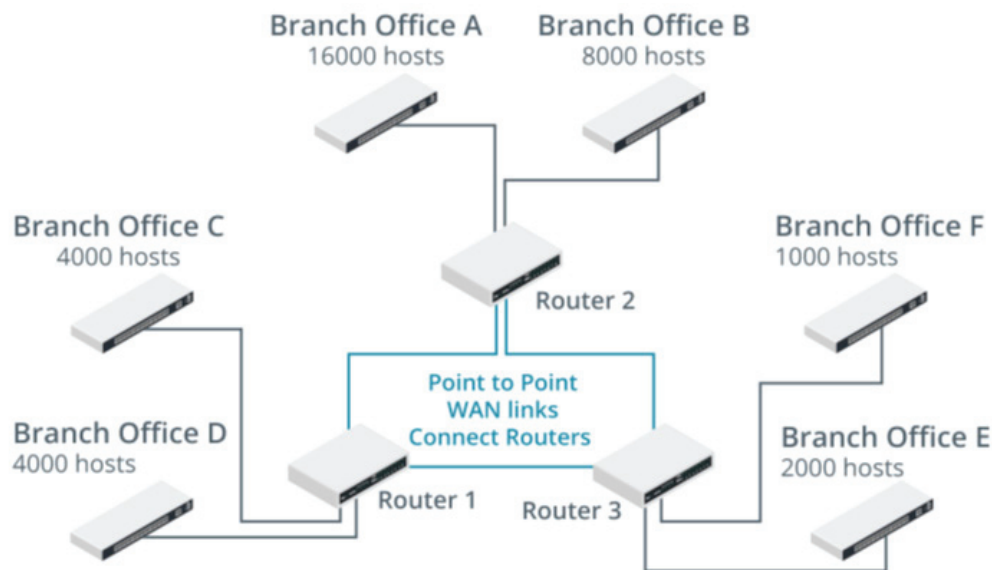 Branch Office A
16000 hosts
Branch Office B
8000 hosts
Branch Office C
4000 hosts
Branch Office F
1000 hosts
Router 2
Point to Point
WAN links
Connect Routers
Branch Office D
4000 hosts
Branch Office E
2000 hosts
Router 1
Router 3